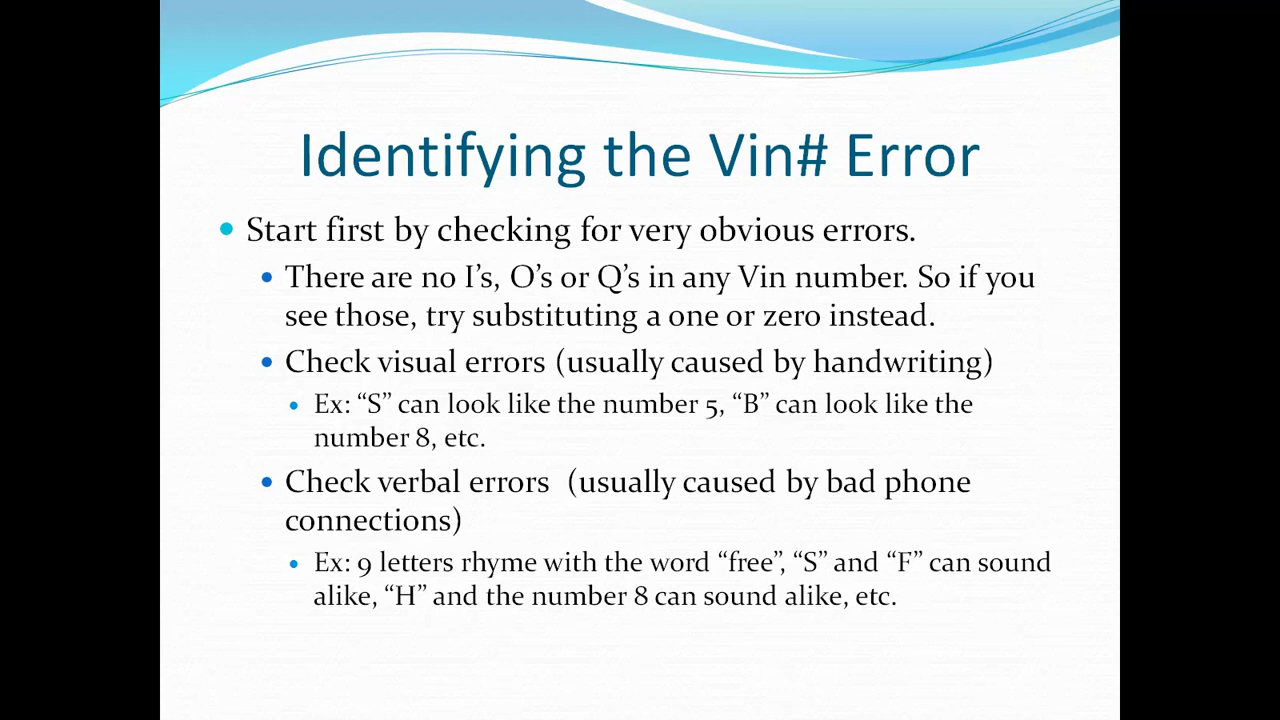 Identifying the Vin# Error
Start first by checking for very obvious errors.
There are no I’s, O’s or Q’s in any Vin number. So if you
see those, try substituting a one or zero instead.
Check visual errors (usually caused by handwriting)
Ex: “S” can look like the number 5, “B” can look like the
number 8, etc.
Check verbal errors  (usually caused by bad phone
connections)
Ex: 9 letters rhyme with the word “free”, “S” and “F” can sound
alike, “H” and the number 8 can sound alike, etc.